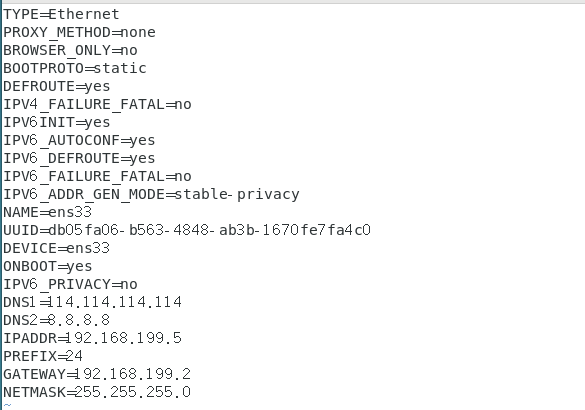 TYPE=Ethernet
PROXY_METHOD=none
BROWSER_ONLY=no
BOOTPROTO=static
DEFROUTE=yes
IPV4_FAILURE_FATAL=no
IPV6INIT=yes
IPV6_AUTOCONF=yes
IPV6_DEFROUTE=yes
IPV6_FAILURE_FATAL=no
IPV6_ADDR_GEN_MODE=stable-privacy
NAME=ens33
UUID=db05fa06-b563-4848-ab3b-1670fe7fa4c0
DEVICE=ens33
ONBOOT=yes
IPV6_PRIVACY=no
DNS1=114.114.114.114
DNS2=8.8.8.8
IPADDR=192.168.199.5
PREFIX=24
GATEWAY=192.168.199.2
NETMASK=255.255.255.0
~